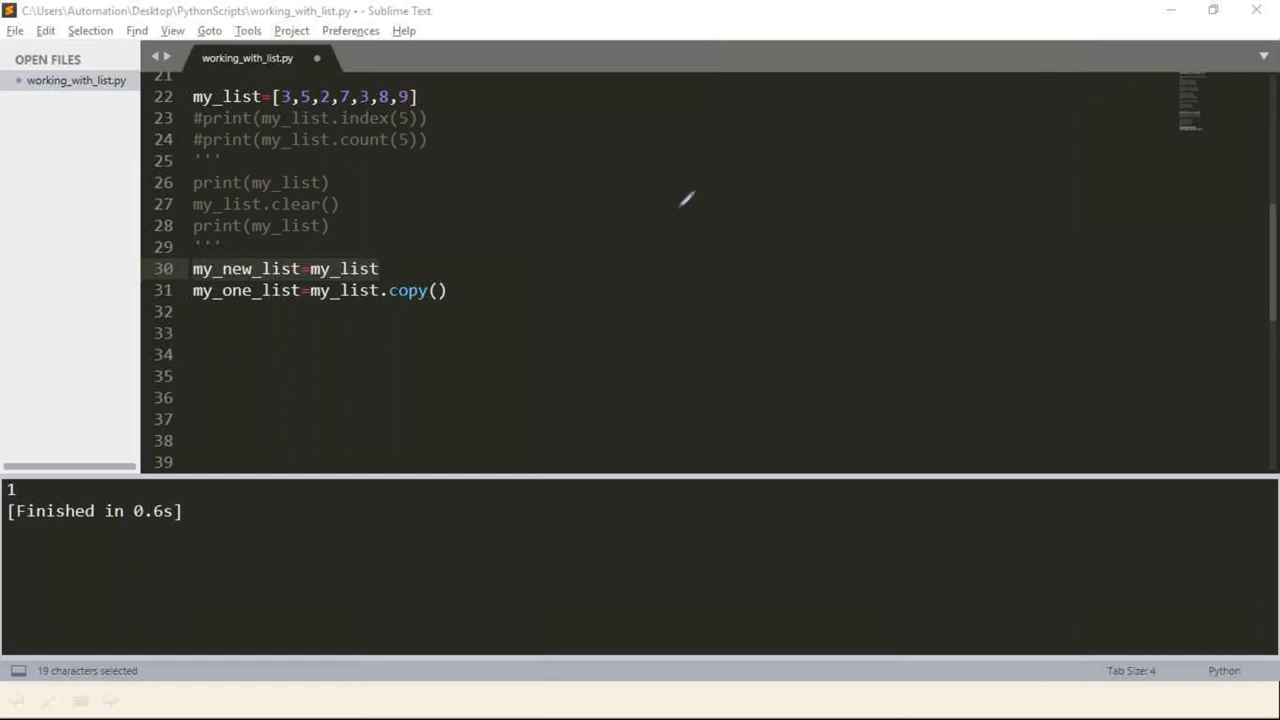 C:\Users\Automation\Desktop\PythonScripts\working_with_list.py • - Sublime Text
File Edit Selection Find View Goto Tools Project Preferences Help
OPEN FILES
working_with_list.py
working_with_list.py
21
22 my_list=[3,5,2,7,3,8,9]
23 #print(my_list.index(5))
24 #print(my_list.count(5))
25 '''
26 print(my_list)
27 my_list.clear()
28 print(my_list)
29 '''
30 my_new_list=my_list
31 my_one_list=my_list.copy()
32
33
34
35
36
37
38
39
1
[Finished in 0.6s]
19 characters selected
Tab Size: 4
Python